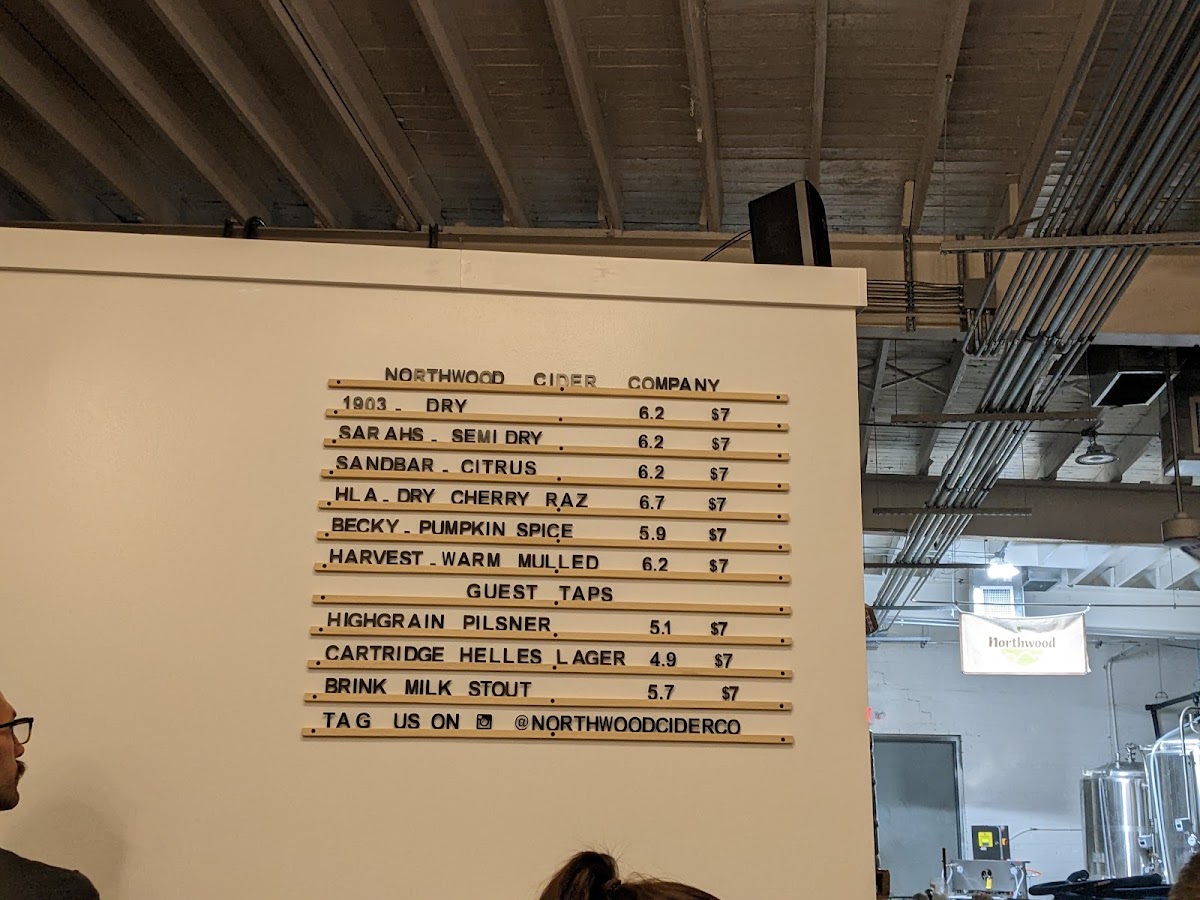 NORTHWOOD CIDER COMPANY
1903 - DRY 6.2 $7
SARAHS - SEMI DRY 6.2 $7
SANDBAR - CITRUS 6.2 $7
HLA - DRY CHERRY RAZ 6.7 $7
BECKY - PUMPKIN SPICE 5.9 $7
HARVEST - WARM MULLED 6.2 $7
GUEST TAPS
HIGHGRAIN PILSNER 5.1 $7
CARTRIDGE HELLES LAGER 4.9 $7
BRINK MILK STOUT 5.7 $7
TAG US ON @NORTHWOODCIDERCO
Northwood